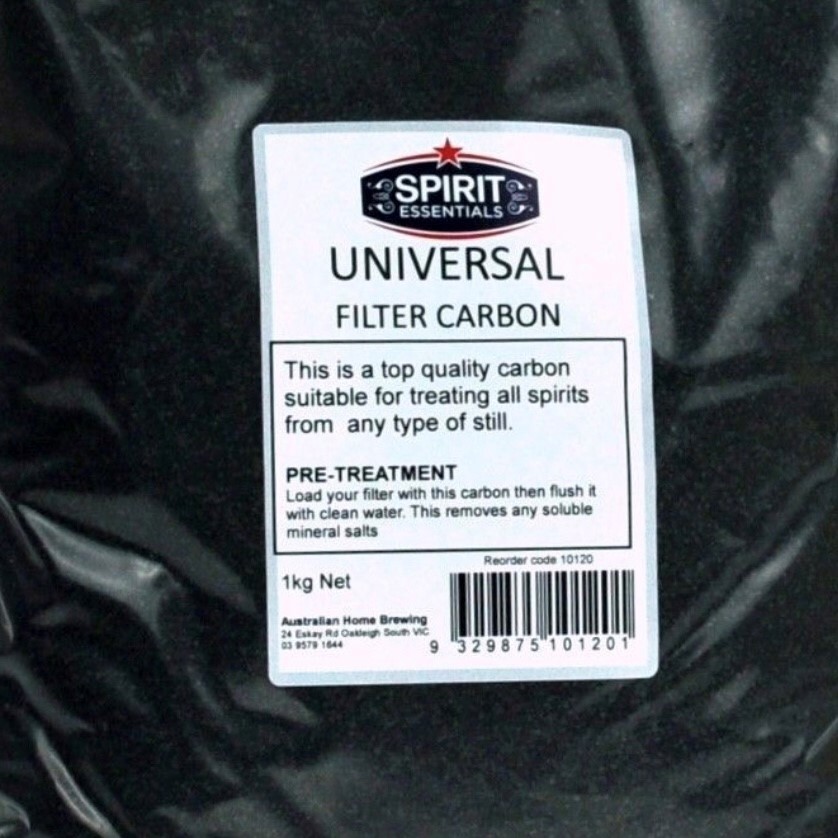 SPIRIT
ESSENTIALS
UNIVERSAL
FILTER CARBON
This is a top quality carbon
suitable for treating all spirits
from any type of still.
PRE-TREATMENT
Load your filter with this carbon then flush it
with clean water. This removes any soluble
mineral salts
Reorder code 10120
1kg Net
Australian Home Brewing
24 Eskay Rd Oakleigh South VIC
03 9579 1644
9 329875 101201